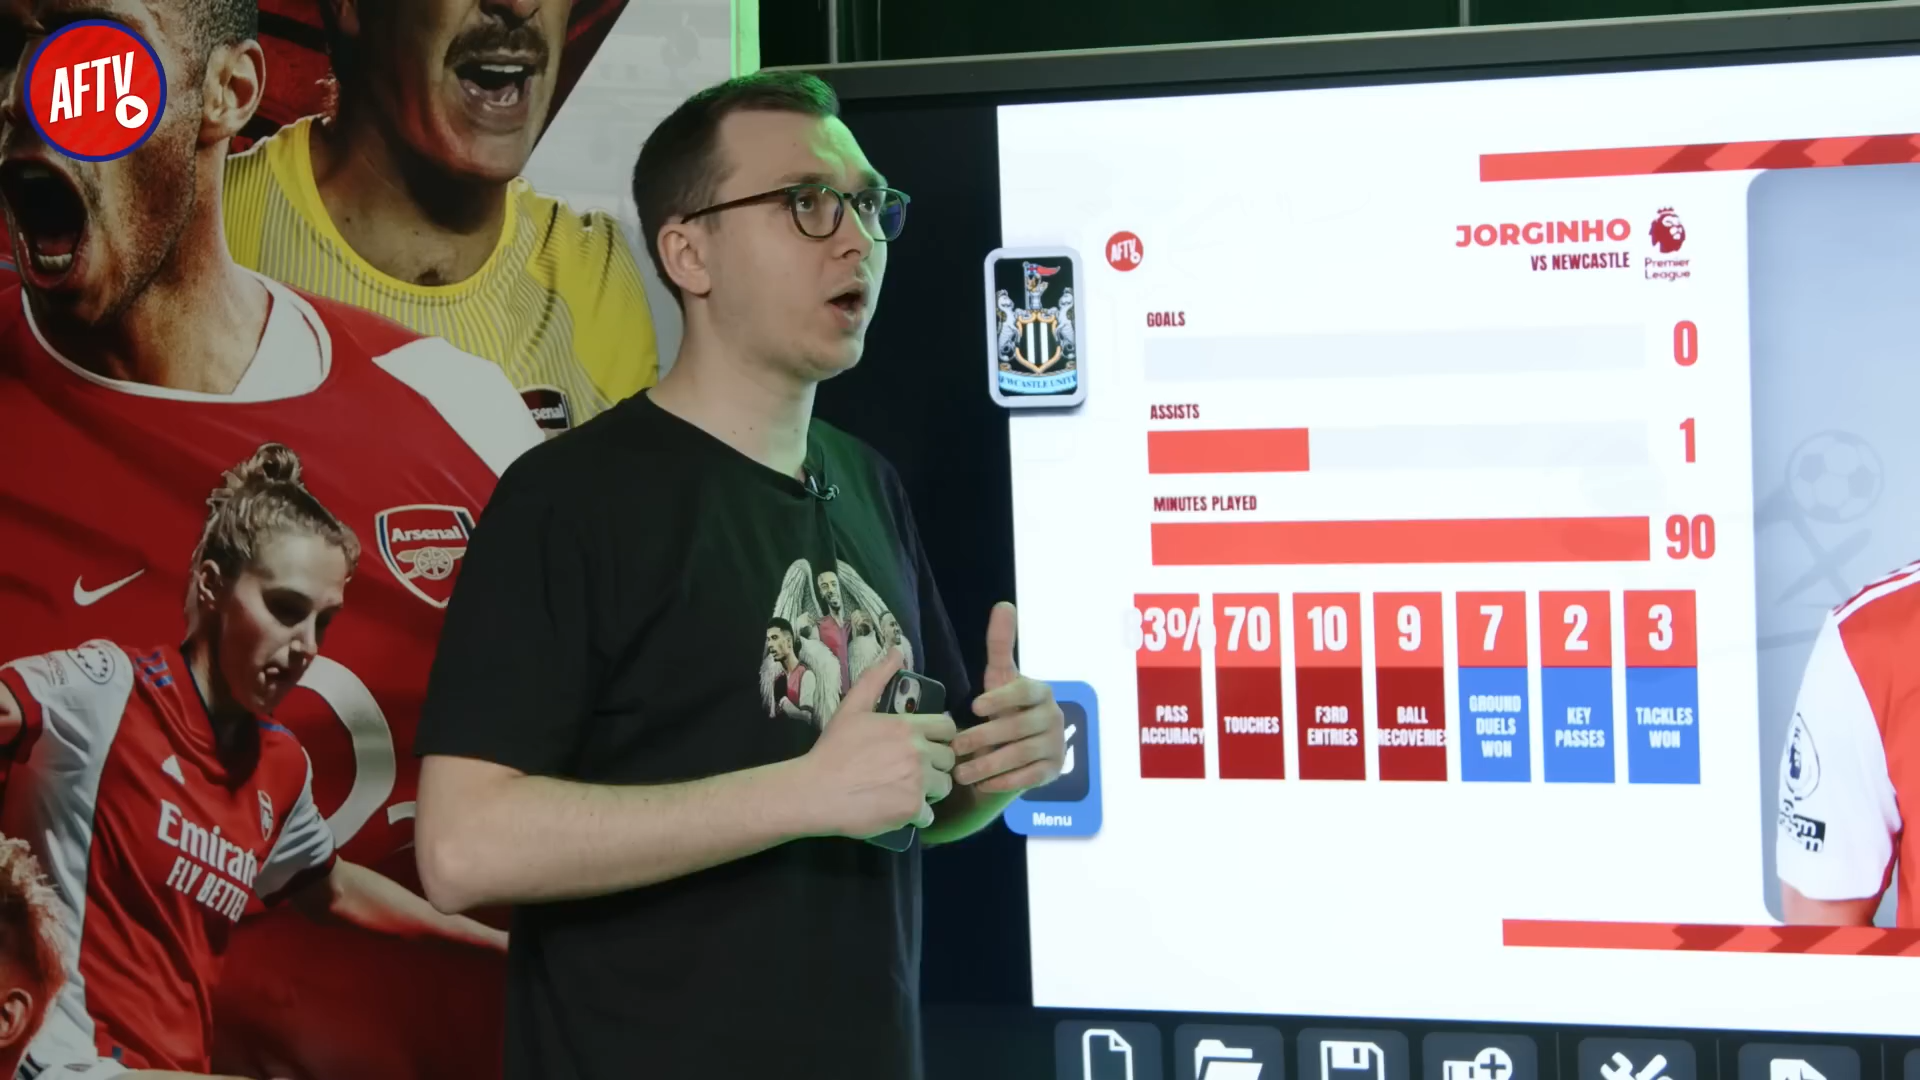 AFTV
AFTV
JORGINHO
VS NEWCASTLE
Premier
League
GOALS
0
ASSISTS
1
MINUTES PLAYED
90
83%
70
10
9
7
2
3
PASS
ACCURACY
TOUCHES
F3RD
ENTRIES
BALL
RECOVERIES
GROUND
DUELS
WON
KEY
PASSES
TACKLES
WON
Menu
Arsenal
Emirates
FLY BETTER